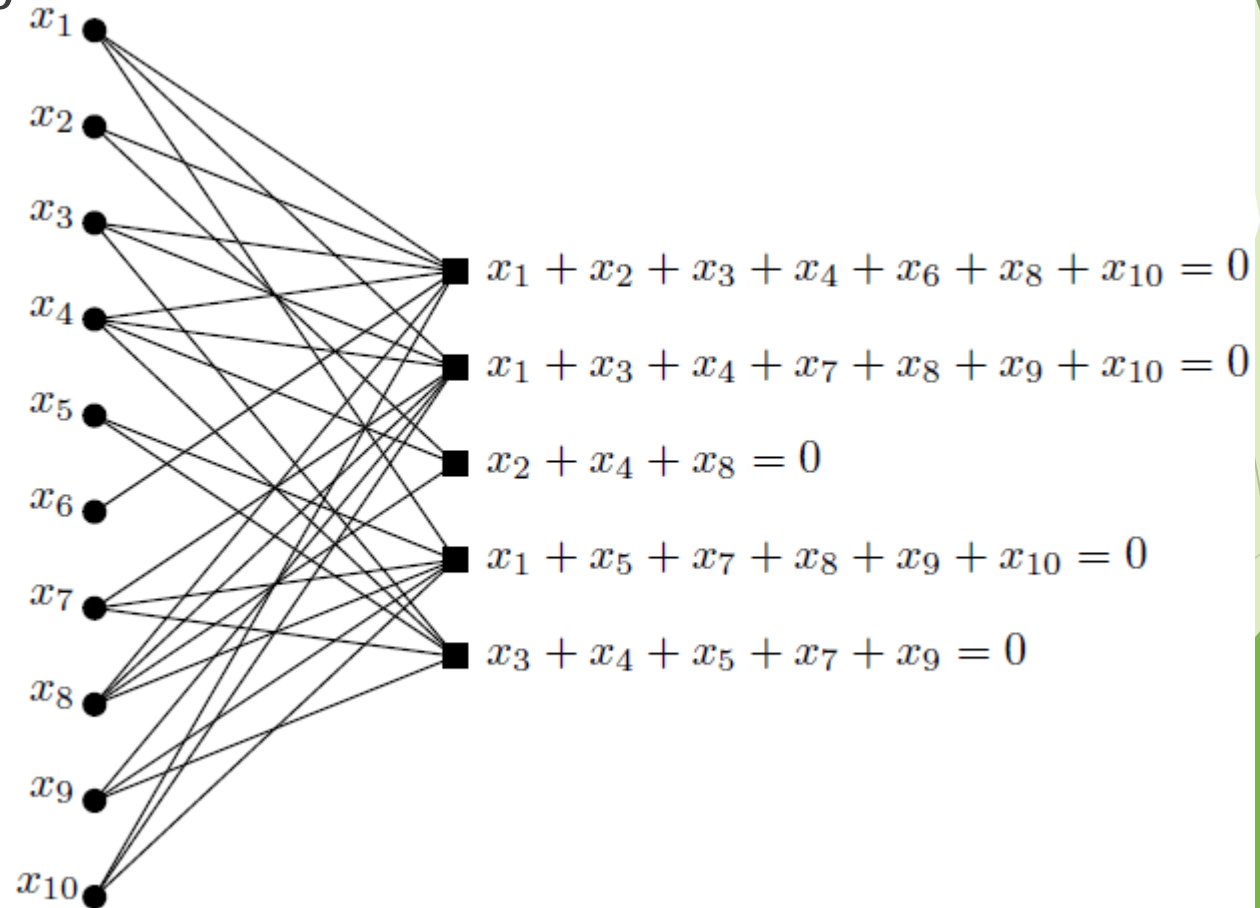 x1
x2
x3
x4
x5
x6
x7
x8
x9
x10
x1 + x2 + x3 + x4 + x6 + x8 + x10 = 0
x1 + x3 + x4 + x7 + x8 + x9 + x10 = 0
x2 + x4 + x8 = 0
x1 + x5 + x7 + x8 + x9 + x10 = 0
x3 + x4 + x5 + x7 + x9 = 0